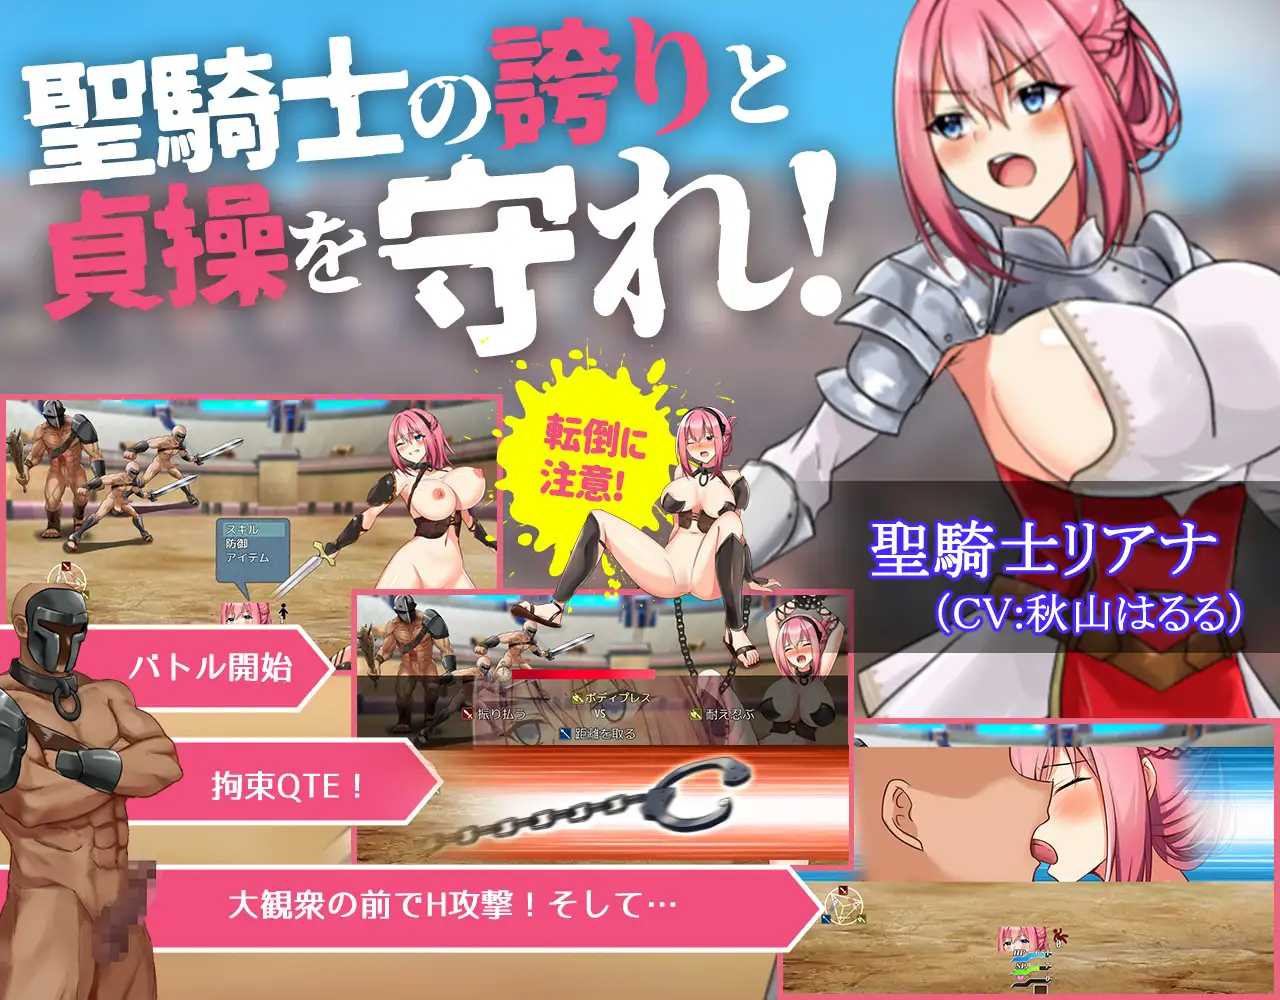 聖騎士の誇りと
貞操を守れ!
転倒に
注意!
聖騎士リアナ
(CV:秋山はるる)
スキル
防御
アイテム
バトル開始
ボディプレス
振り払う
VS
耐え忍ぶ
距離を取る
拘束QTE!
大観衆の前でH攻撃!そして…
HP
SP